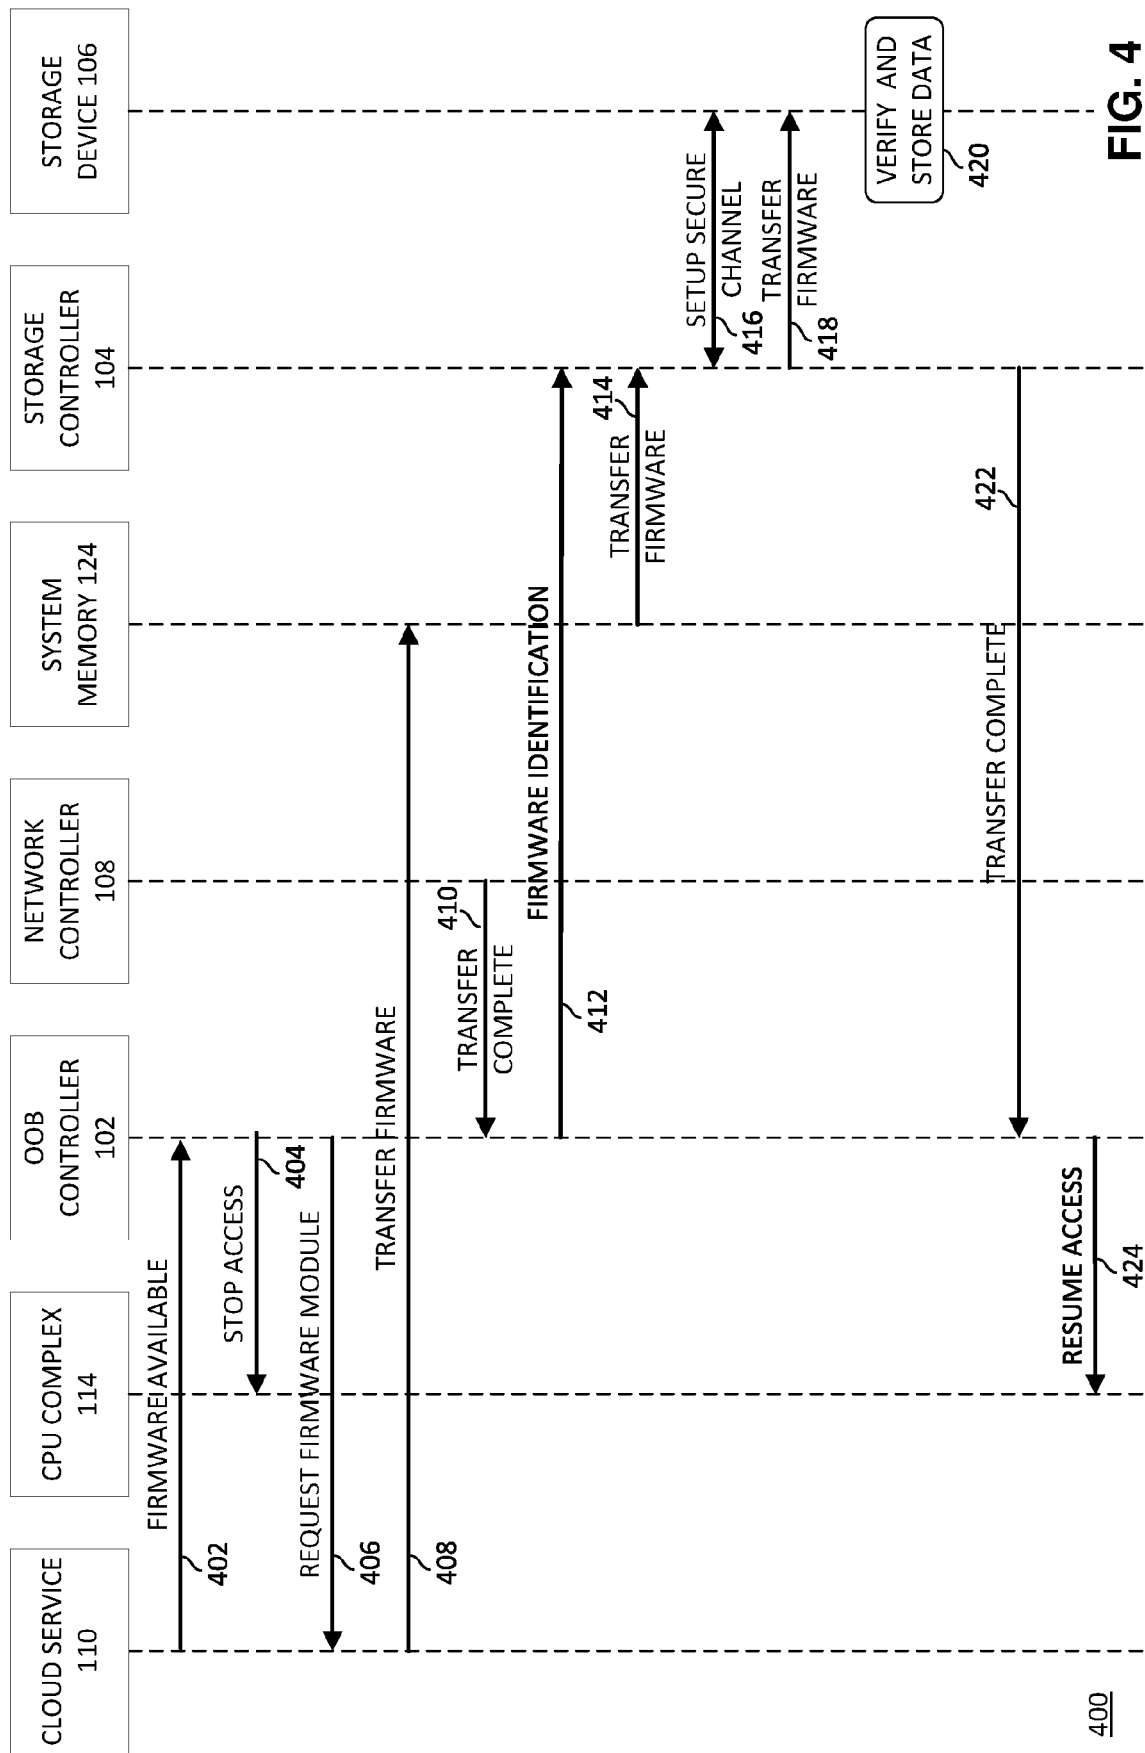 CLOUD SERVICE
110
CPU COMPLEX
114
OOB
CONTROLLER
102
NETWORK
CONTROLLER
108
SYSTEM
MEMORY 124
STORAGE
CONTROLLER
104
STORAGE
DEVICE 106
FIRMWARE AVAILABLE
402
STOP ACCESS
404
REQUEST FIRMWARE MODULE
406
TRANSFER FIRMWARE
408
TRANSFER
COMPLETE
410
FIRMWARE IDENTIFICATION
412
TRANSFER
FIRMWARE
414
SETUP SECURE
CHANNEL
416
TRANSFER
FIRMWARE
418
VERIFY AND
STORE DATA
420
TRANSFER COMPLETE
422
RESUME ACCESS
424
400
FIG. 4